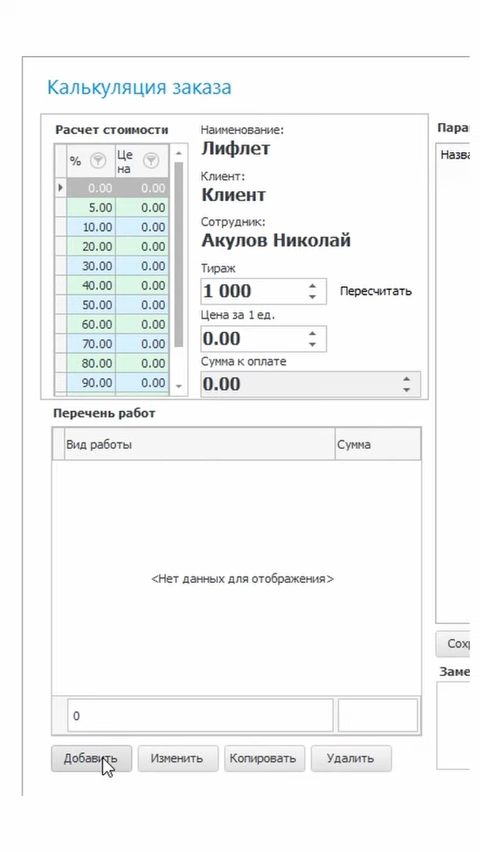 Калькуляция заказа
Расчет стоимости
% Це
на
0.00 0.00
5.00 0.00
10.00 0.00
20.00 0.00
30.00 0.00
40.00 0.00
50.00 0.00
60.00 0.00
70.00 0.00
80.00 0.00
90.00 0.00
Наименование:
Лифлет
Клиент:
Клиент
Сотрудник:
Акулов Николай
Тираж
1 000 Пересчитать
Цена за 1 ед.
0.00
Сумма к оплате
0.00
Пара
Назва
Перечень работ
Вид работы Сумма
<Нет данных для отображения>
0
Добавить Изменить Копировать Удалить
Сохр
Заме